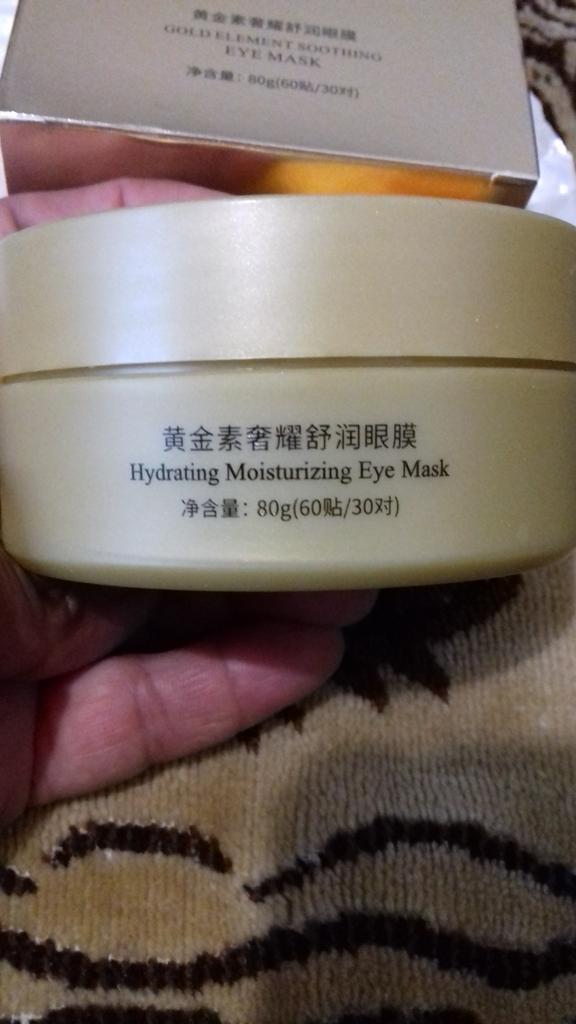 黄金素奢耀舒润眼膜
GOLD ELEMENT SOOTHING
EYE MASK
净含量：80g(60贴/30对)
黄金素奢耀舒润眼膜
Hydrating Moisturizing Eye Mask
净含量：80g(60贴/30对)